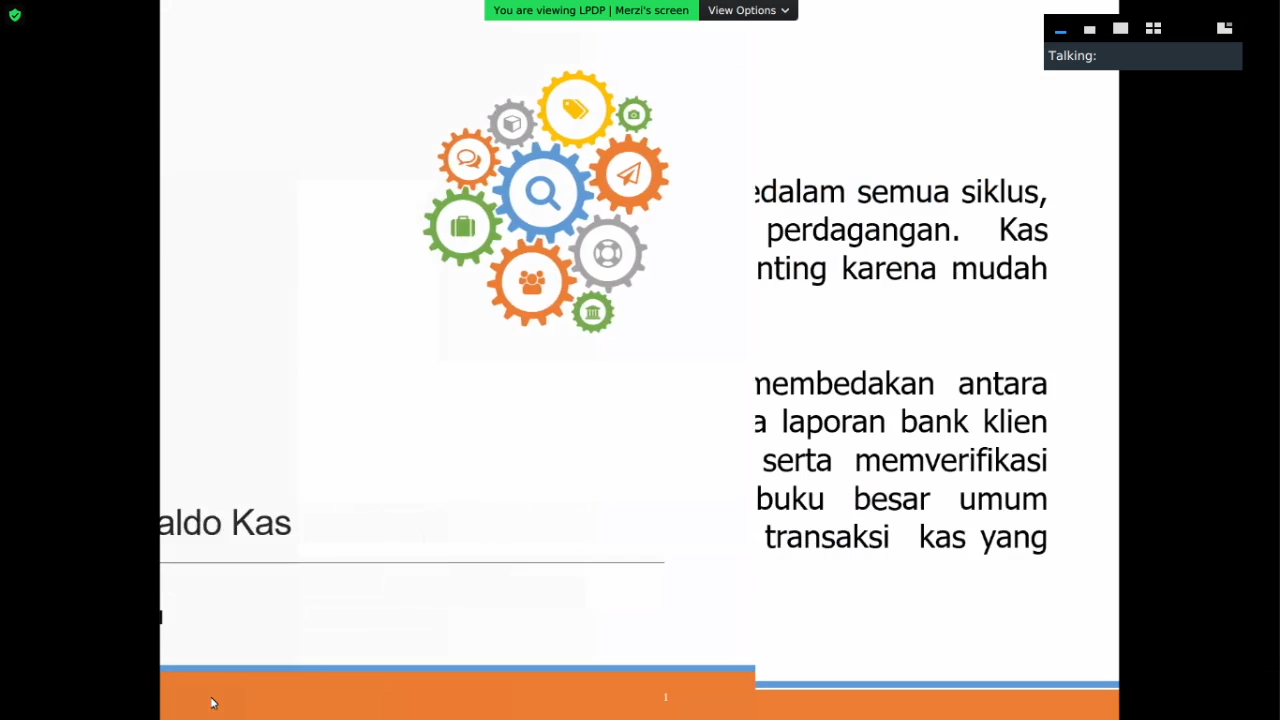 You are viewing LPDP | Merzi's screen
View Options
Talking:
edalam semua siklus,
perdagangan. Kas
nting karena mudah
membedakan antara
a laporan bank klien
serta memverifikasi
buku besar umum
transaksi kas yang
aldo Kas
1